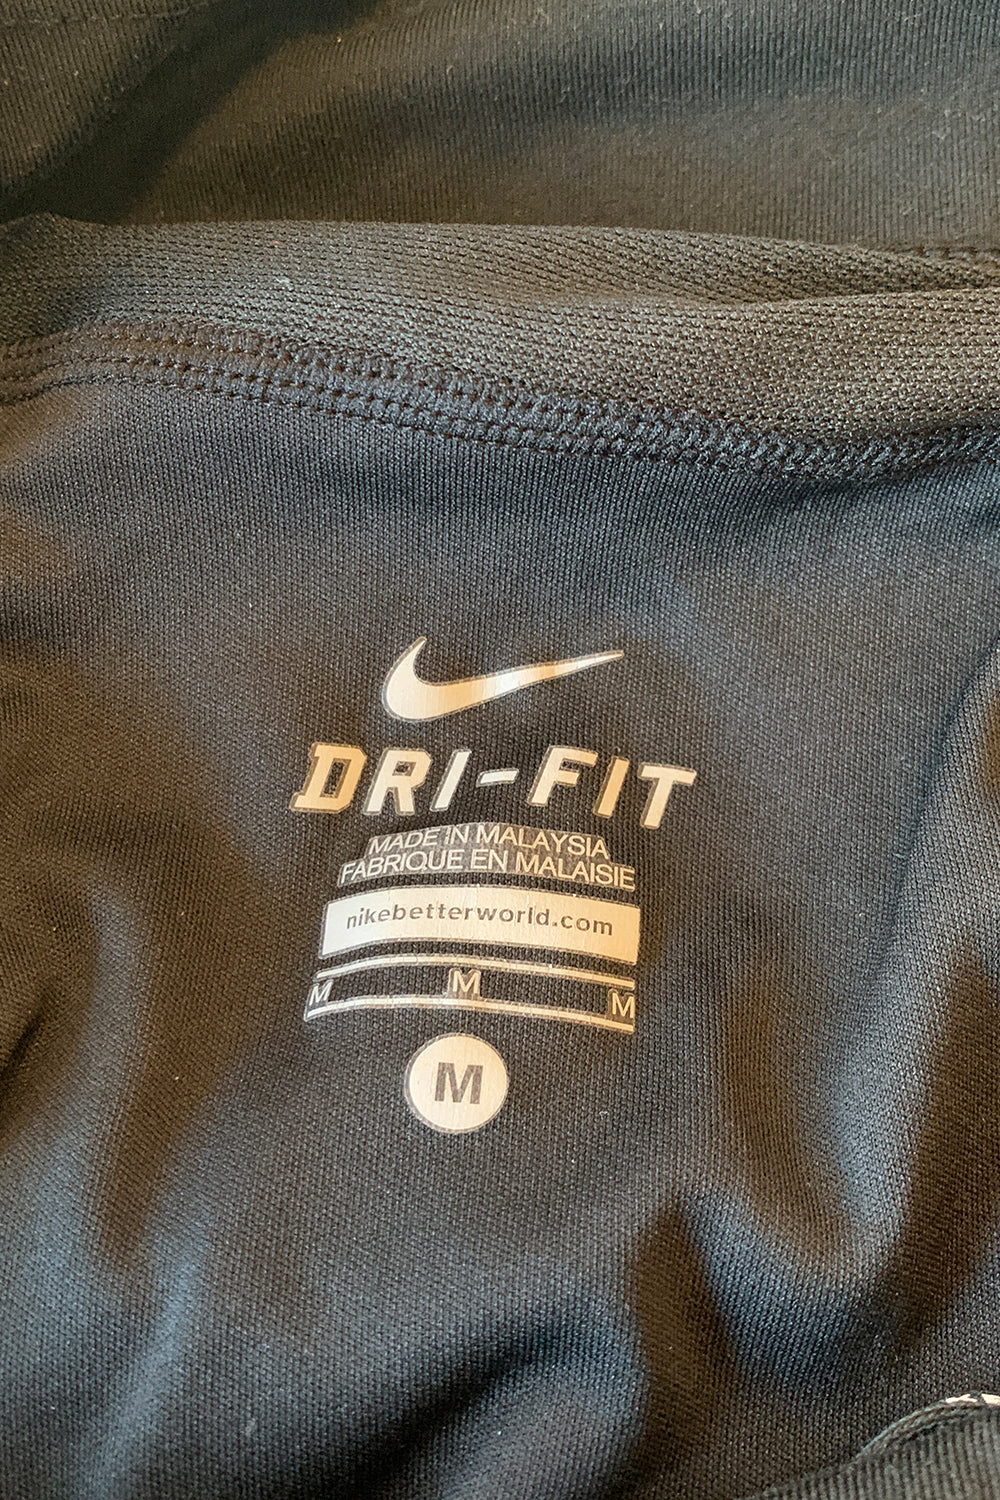 DRI-FIT
MADE IN MALAYSIA
FABRIQUE EN MALAISIE
nikebetterworld.com
M M M
M